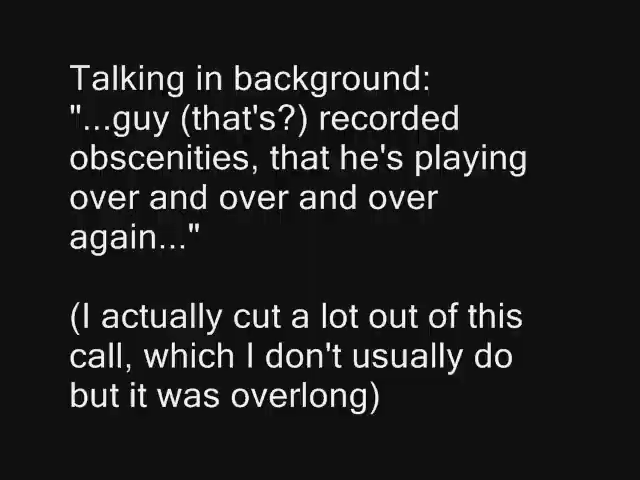 Talking in background:
"...guy (that's?) recorded
obscenities, that he's playing
over and over and over
again..."
(I actually cut a lot out of this
call, which I don't usually do
but it was overlong)